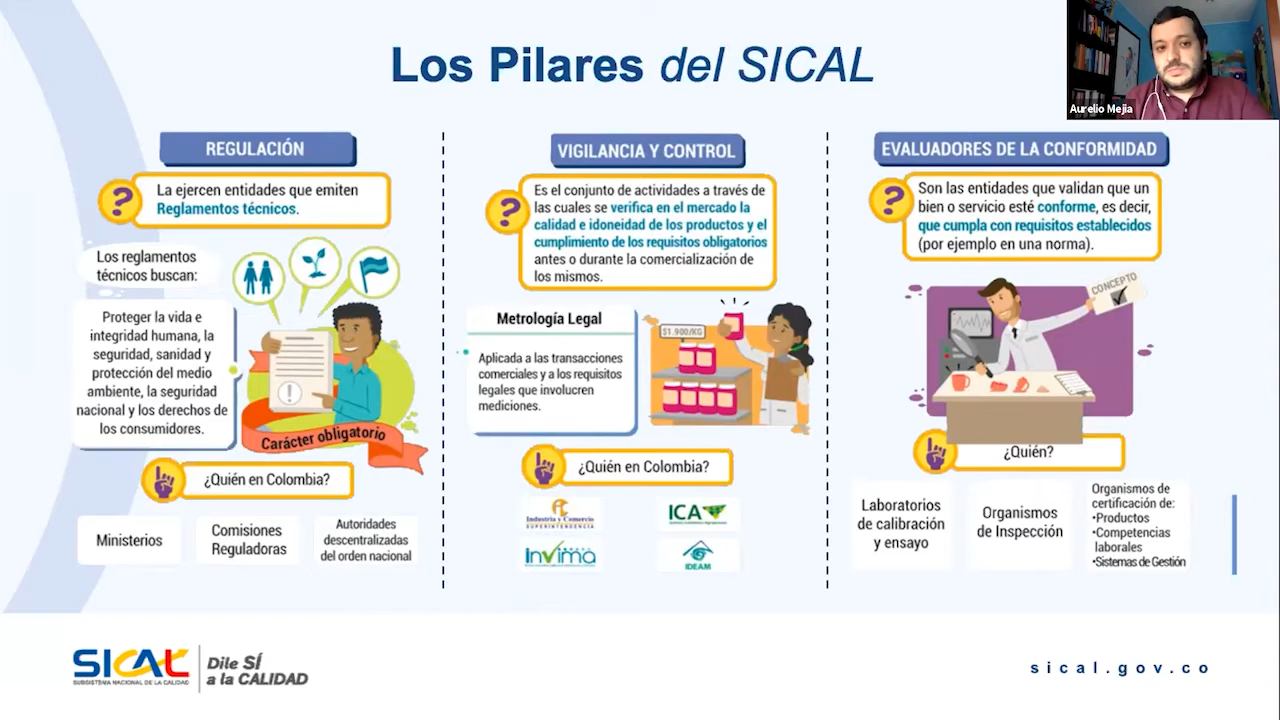 Los Pilares del SICAL
Aurelio Mejia
REGULACIÓN
?
La ejercen entidades que emiten
Reglamentos técnicos.
Los reglamentos
técnicos buscan:
Proteger la vida e
integridad humana, la
seguridad, sanidad y
protección del medio
ambiente, la seguridad
nacional y los derechos de
los consumidores.
Carácter obligatorio
¿Quién en Colombia?
Ministerios
Comisiones
Reguladoras
Autoridades
descentralizadas
del orden nacional
VIGILANCIA Y CONTROL
?
Es el conjunto de actividades a través de
las cuales se verifica en el mercado la
calidad e idoneidad de los productos y el
cumplimiento de los requisitos obligatorios
antes o durante la comercialización de
los mismos.
Metrología Legal
Aplicada a las transacciones
comerciales y a los requisitos
legales que involucren
mediciones.
$1.900/KG
¿Quién en Colombia?
Industria y Comercio
SUPERINTENDENCIA
ICA
invima
IDEAM
EVALUADORES DE LA CONFORMIDAD
?
Son las entidades que validan que un
bien o servicio esté conforme, es decir,
que cumpla con requisitos establecidos
(por ejemplo en una norma).
CONCEPTO
¿Quién?
Laboratorios
de calibración
y ensayo
Organismos
de Inspección
Organismos de
certificación de:
•Productos
•Competencias
laborales
•Sistemas de Gestión
SICAL
SUBSISTEMA NACIONAL DE LA CALIDAD
Dile SÍ
a la CALIDAD
sical.gov.co